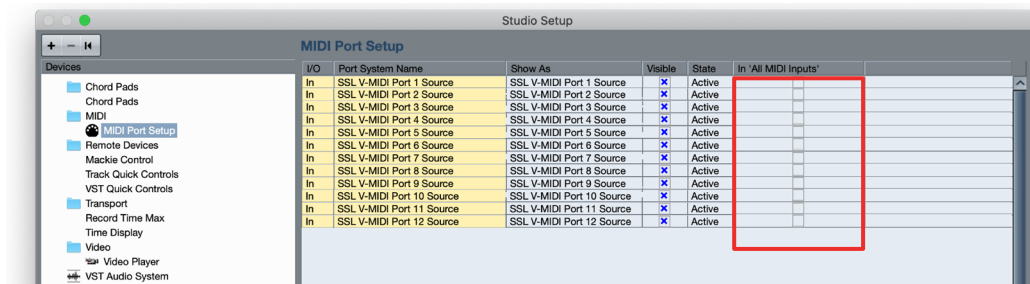 Studio Setup
MIDI Port Setup
Devices
Chord Pads
Chord Pads
MIDI
MIDI Port Setup
Remote Devices
Mackie Control
Track Quick Controls
VST Quick Controls
Transport
Record Time Max
Time Display
Video
Video Player
VST Audio System
I/O Port System Name Show As Visible State In 'All MIDI Inputs'
In SSL V-MIDI Port 1 Source SSL V-MIDI Port 1 Source Active
In SSL V-MIDI Port 2 Source SSL V-MIDI Port 2 Source Active
In SSL V-MIDI Port 3 Source SSL V-MIDI Port 3 Source Active
In SSL V-MIDI Port 4 Source SSL V-MIDI Port 4 Source Active
In SSL V-MIDI Port 5 Source SSL V-MIDI Port 5 Source Active
In SSL V-MIDI Port 6 Source SSL V-MIDI Port 6 Source Active
In SSL V-MIDI Port 7 Source SSL V-MIDI Port 7 Source Active
In SSL V-MIDI Port 8 Source SSL V-MIDI Port 8 Source Active
In SSL V-MIDI Port 9 Source SSL V-MIDI Port 9 Source Active
In SSL V-MIDI Port 10 Source SSL V-MIDI Port 10 Source Active
In SSL V-MIDI Port 11 Source SSL V-MIDI Port 11 Source Active
In SSL V-MIDI Port 12 Source SSL V-MIDI Port 12 Source Active